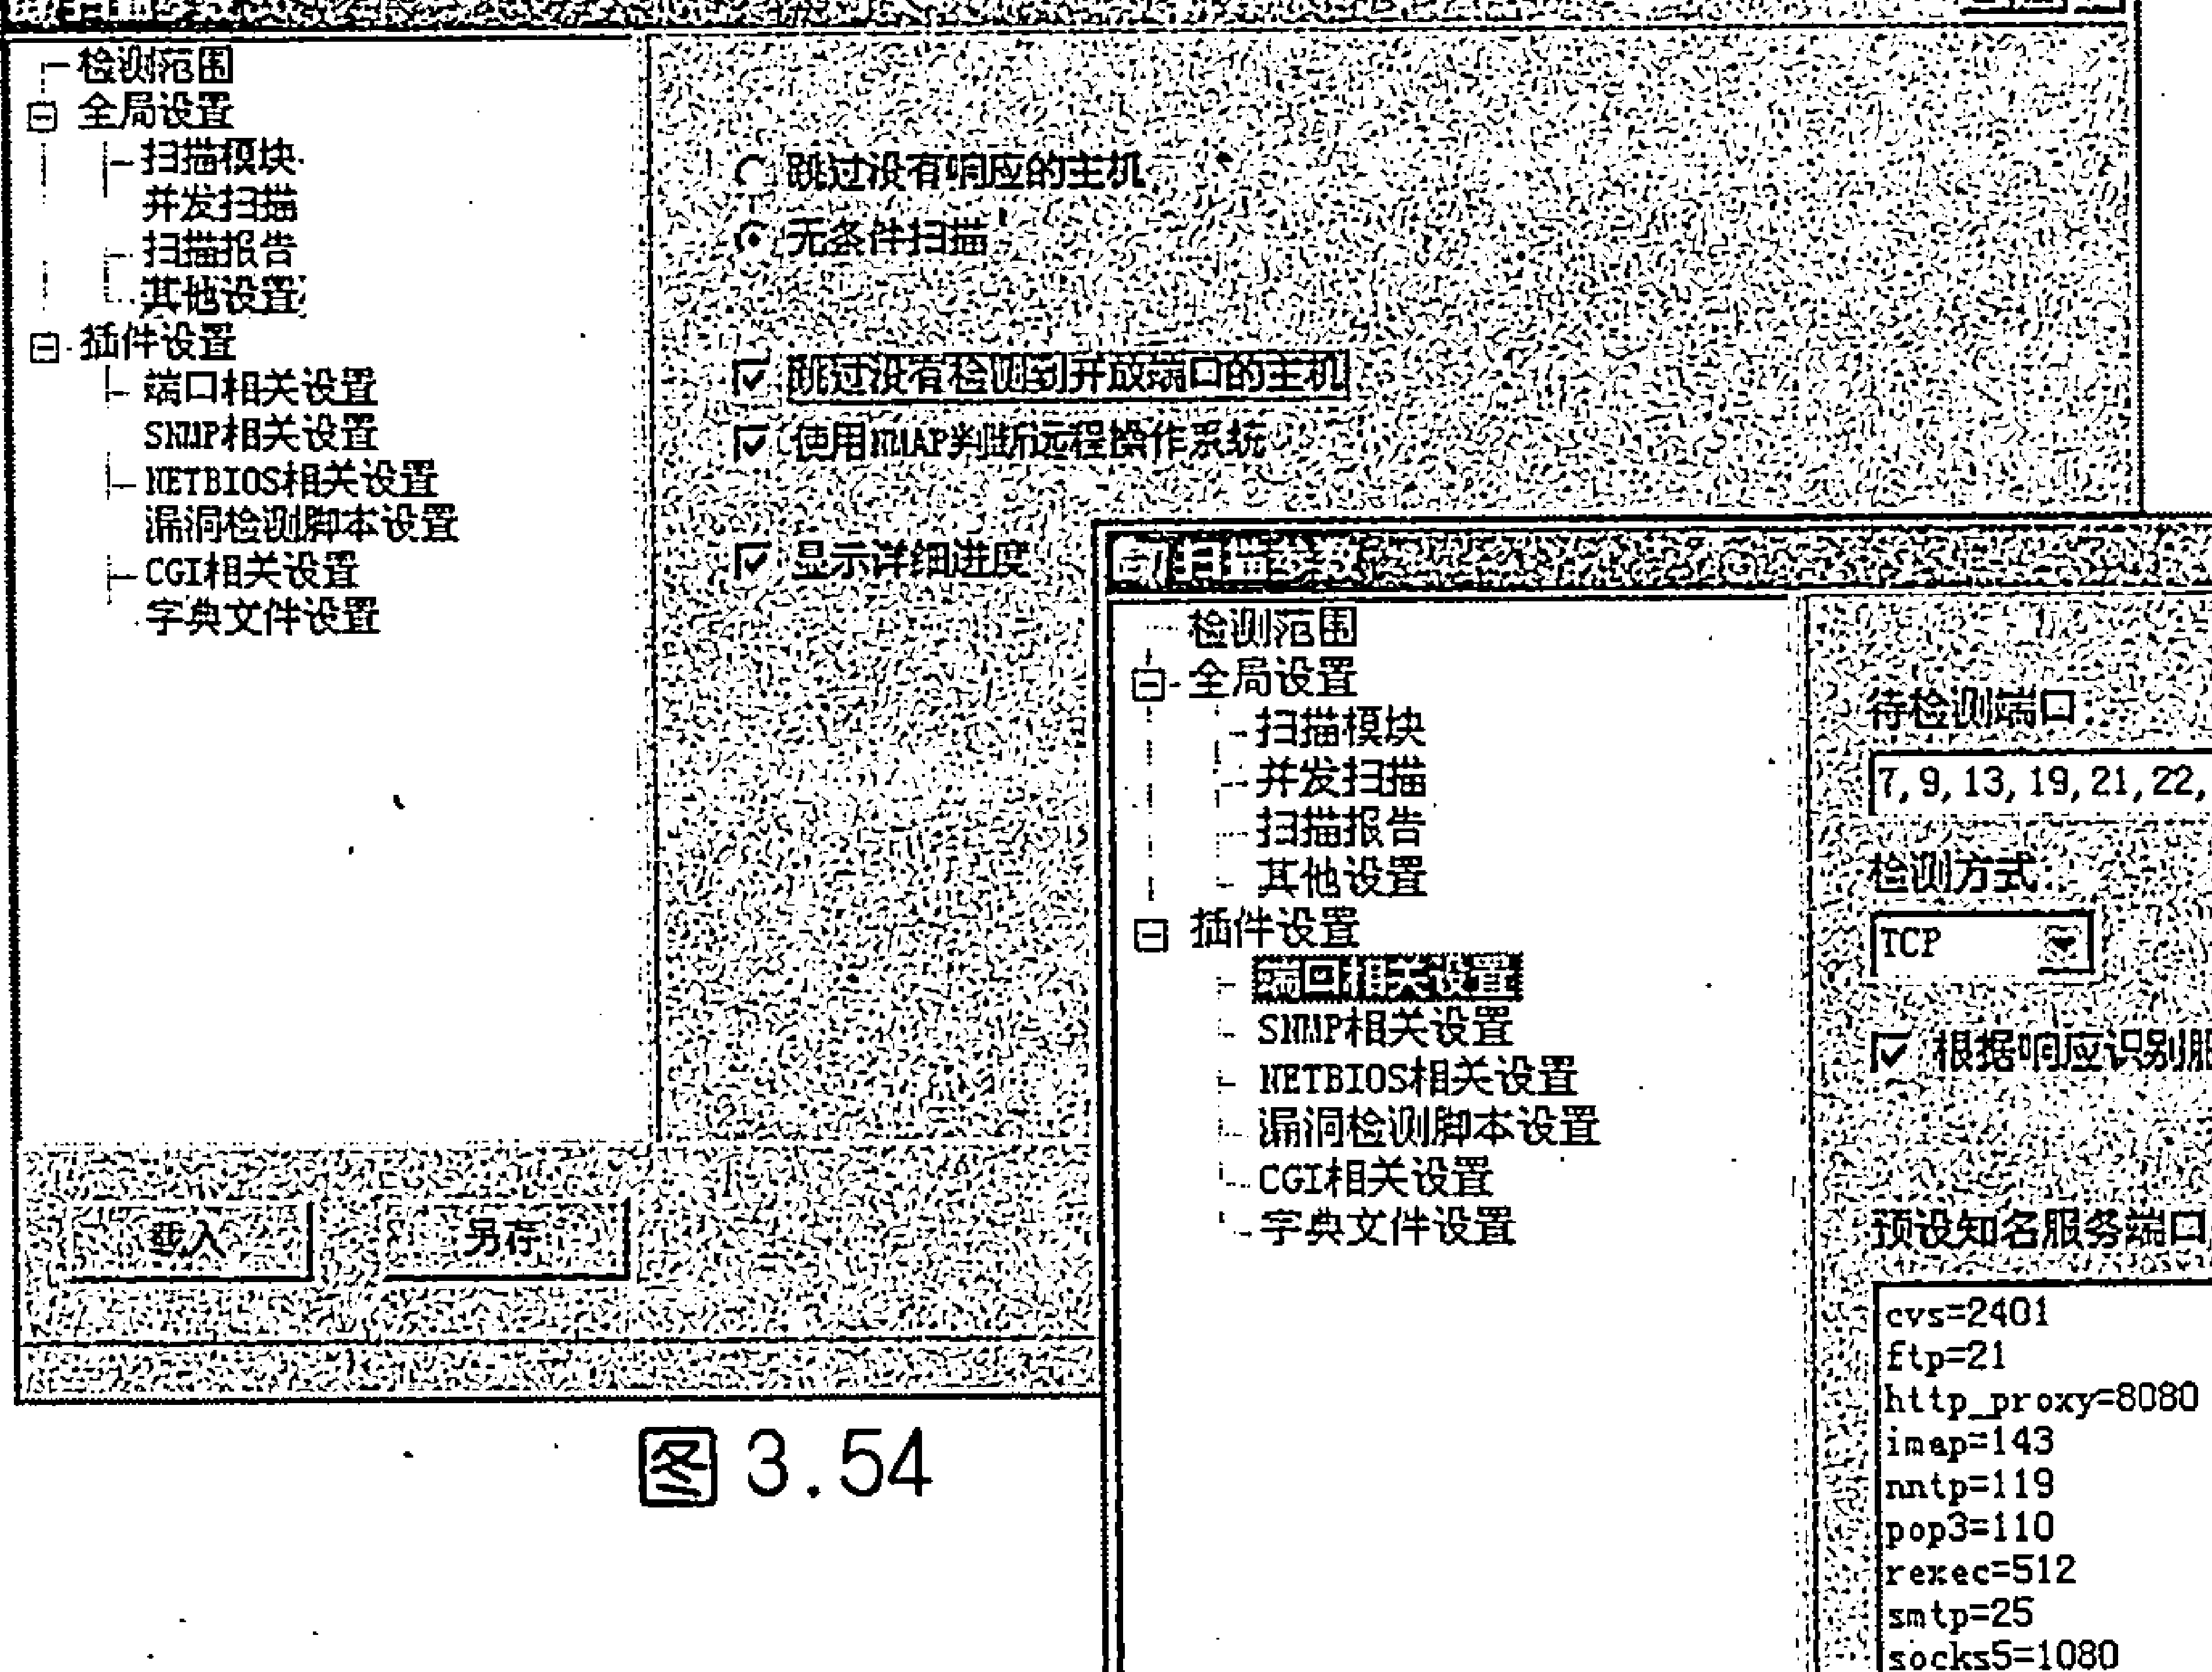 扫描参数
检测范围
全局设置
扫描模块
并发扫描
扫描报告
其他设置
插件设置
端口相关设置
SNMP相关设置
NETBIOS相关设置
漏洞检测脚本设置
CGI相关设置
字典文件设置
跳过没有响应的主机
无条件扫描
跳过没有检测到开放端口的主机
使用NMAP判断远程操作系统
显示详细进度
载入
另存
图 3.54
扫描参数
检测范围
全局设置
扫描模块
并发扫描
扫描报告
其他设置
插件设置
端口相关设置
SNMP相关设置
NETBIOS相关设置
漏洞检测脚本设置
CGI相关设置
字典文件设置
待检测端口:
7,9,13,19,21,22,
检测方式:
TCP
根据响应识别服
预设知名服务端口
cvs=2401
ftp=21
http_proxy=8080
imap=143
nntp=119
pop3=110
rexec=512
smtp=25
socks5=1080